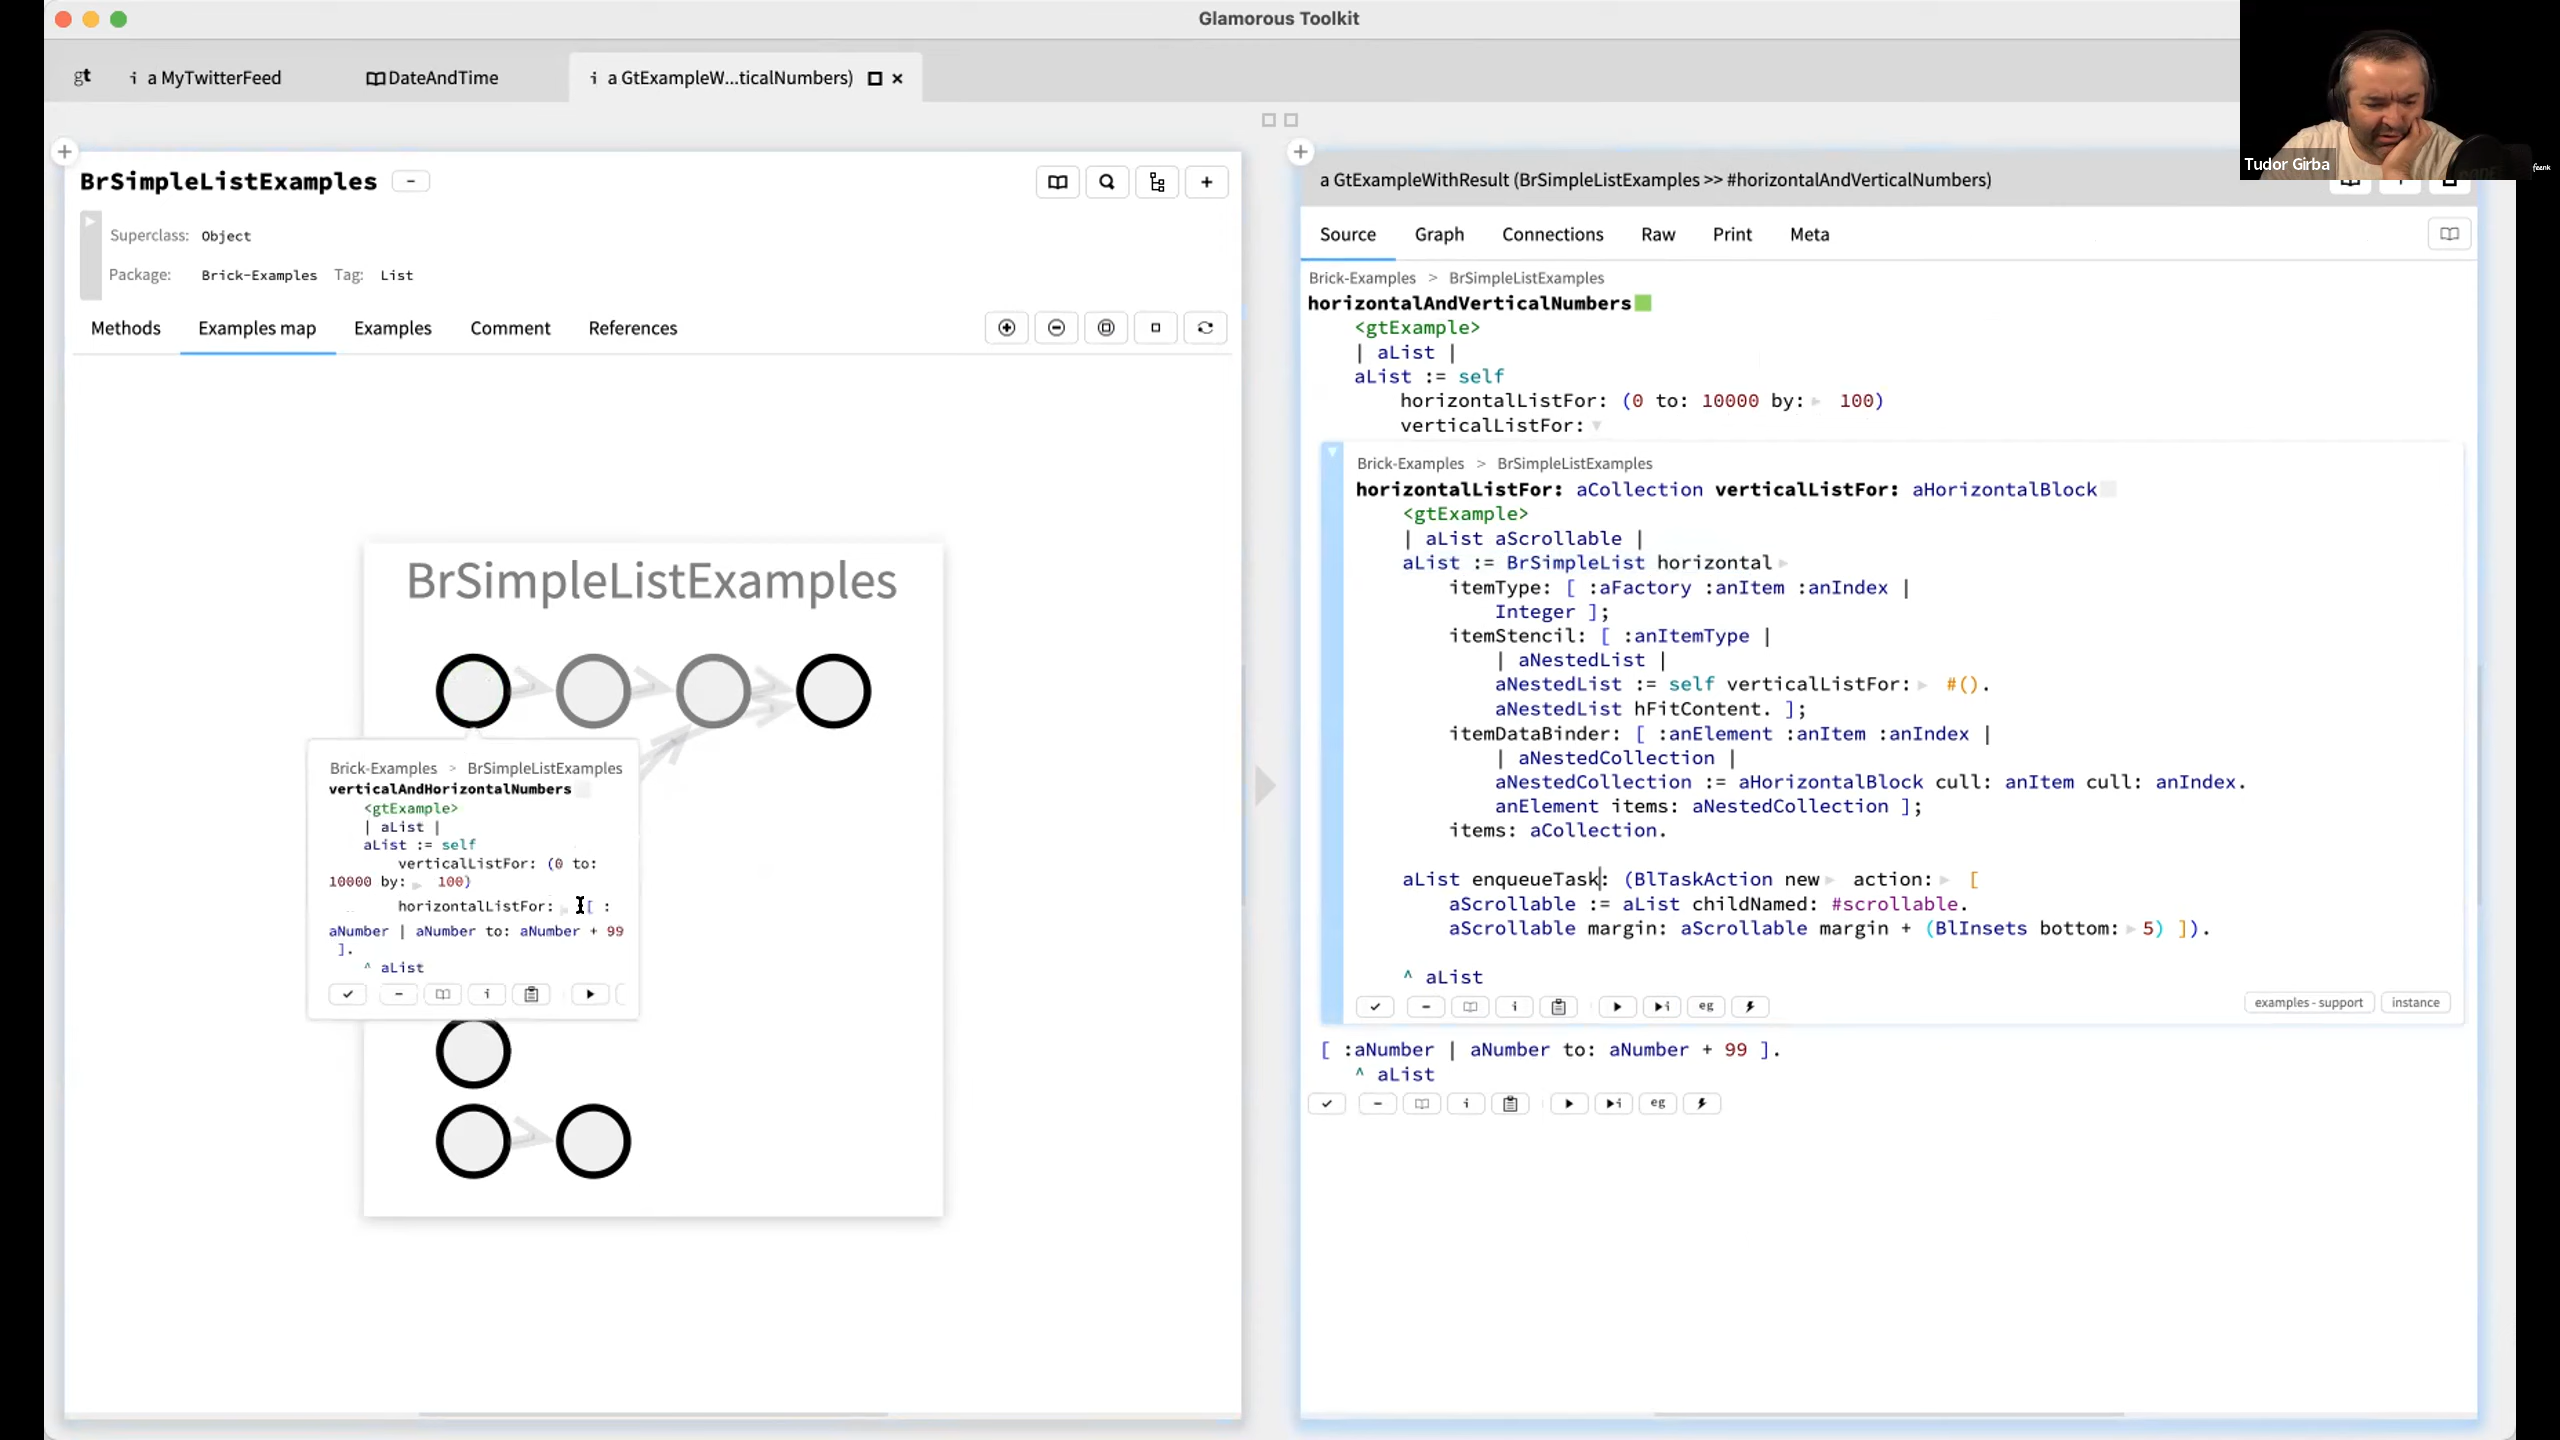 Glamorous Toolkit
gt
i a MyTwitterFeed
DateAndTime
i a GtExampleW...ticalNumbers)
Tudor Girba
feenk
BrSimpleListExamples
Superclass: Object
Package: Brick-Examples Tag: List
Methods Examples map Examples Comment References
BrSimpleListExamples
Brick-Examples > BrSimpleListExamples
verticalAndHorizontalNumbers
<gtExample>
| aList |
aList := self
verticalListFor: (0 to:
10000 by: 100)
horizontalListFor: [ :
aNumber | aNumber to: aNumber + 99
].
^ aList
i
a GtExampleWithResult (BrSimpleListExamples >> #horizontalAndVerticalNumbers)
Source Graph Connections Raw Print Meta
Brick-Examples > BrSimpleListExamples
horizontalAndVerticalNumbers
<gtExample>
| aList |
aList := self
horizontalListFor: (0 to: 10000 by: 100)
verticalListFor:
Brick-Examples > BrSimpleListExamples
horizontalListFor: aCollection verticalListFor: aHorizontalBlock
<gtExample>
| aList aScrollable |
aList := BrSimpleList horizontal
itemType: [ :aFactory :anItem :anIndex |
Integer ];
itemStencil: [ :anItemType |
| aNestedList |
aNestedList := self verticalListFor: #().
aNestedList hFitContent. ];
itemDataBinder: [ :anElement :anItem :anIndex |
| aNestedCollection |
aNestedCollection := aHorizontalBlock cull: anItem cull: anIndex.
anElement items: aNestedCollection ];
items: aCollection.
aList enqueueTask: (BlTaskAction new action: [
aScrollable := aList childNamed: #scrollable.
aScrollable margin: aScrollable margin + (BlInsets bottom: 5) ]).
^ aList
i i eg
examples - support instance
[ :aNumber | aNumber to: aNumber + 99 ].
^ aList
i i eg